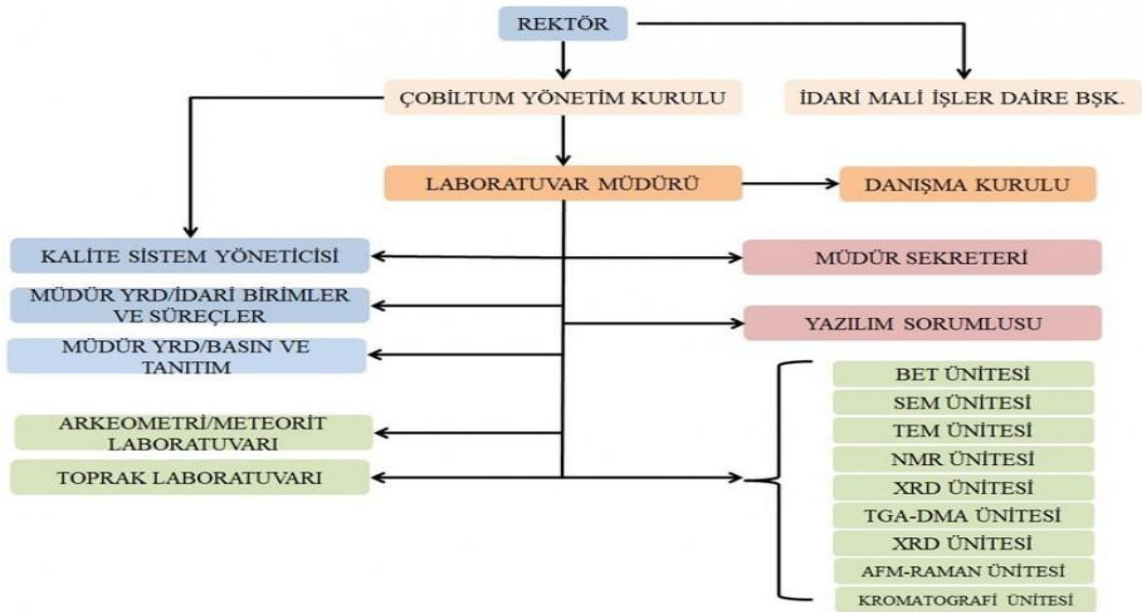 REKTÖR
ÇOBİLTUM YÖNETİM KURULU
İDARİ MALİ İŞLER DAİRE BŞK.
LABORATUVAR MÜDÜRÜ
DANIŞMA KURULU
KALİTE SİSTEM YÖNETİCİSİ
MÜDÜR SEKRETERİ
MÜDÜR YRD/İDARİ BİRİMLER
VE SÜREÇLER
YAZILIM SORUMLUSU
MÜDÜR YRD/BASIN VE
TANITIM
ARKEOMETRİ/METEORİT
LABORATUVARI
TOPRAK LABORATUVARI
BET ÜNİTESİ
SEM ÜNİTESİ
TEM ÜNİTESİ
NMR ÜNİTESİ
XRD ÜNİTESİ
TGA-DMA ÜNİTESİ
XRD ÜNİTESİ
AFM-RAMAN ÜNİTESİ
KROMATOGRAFİ ÜNİTESİ